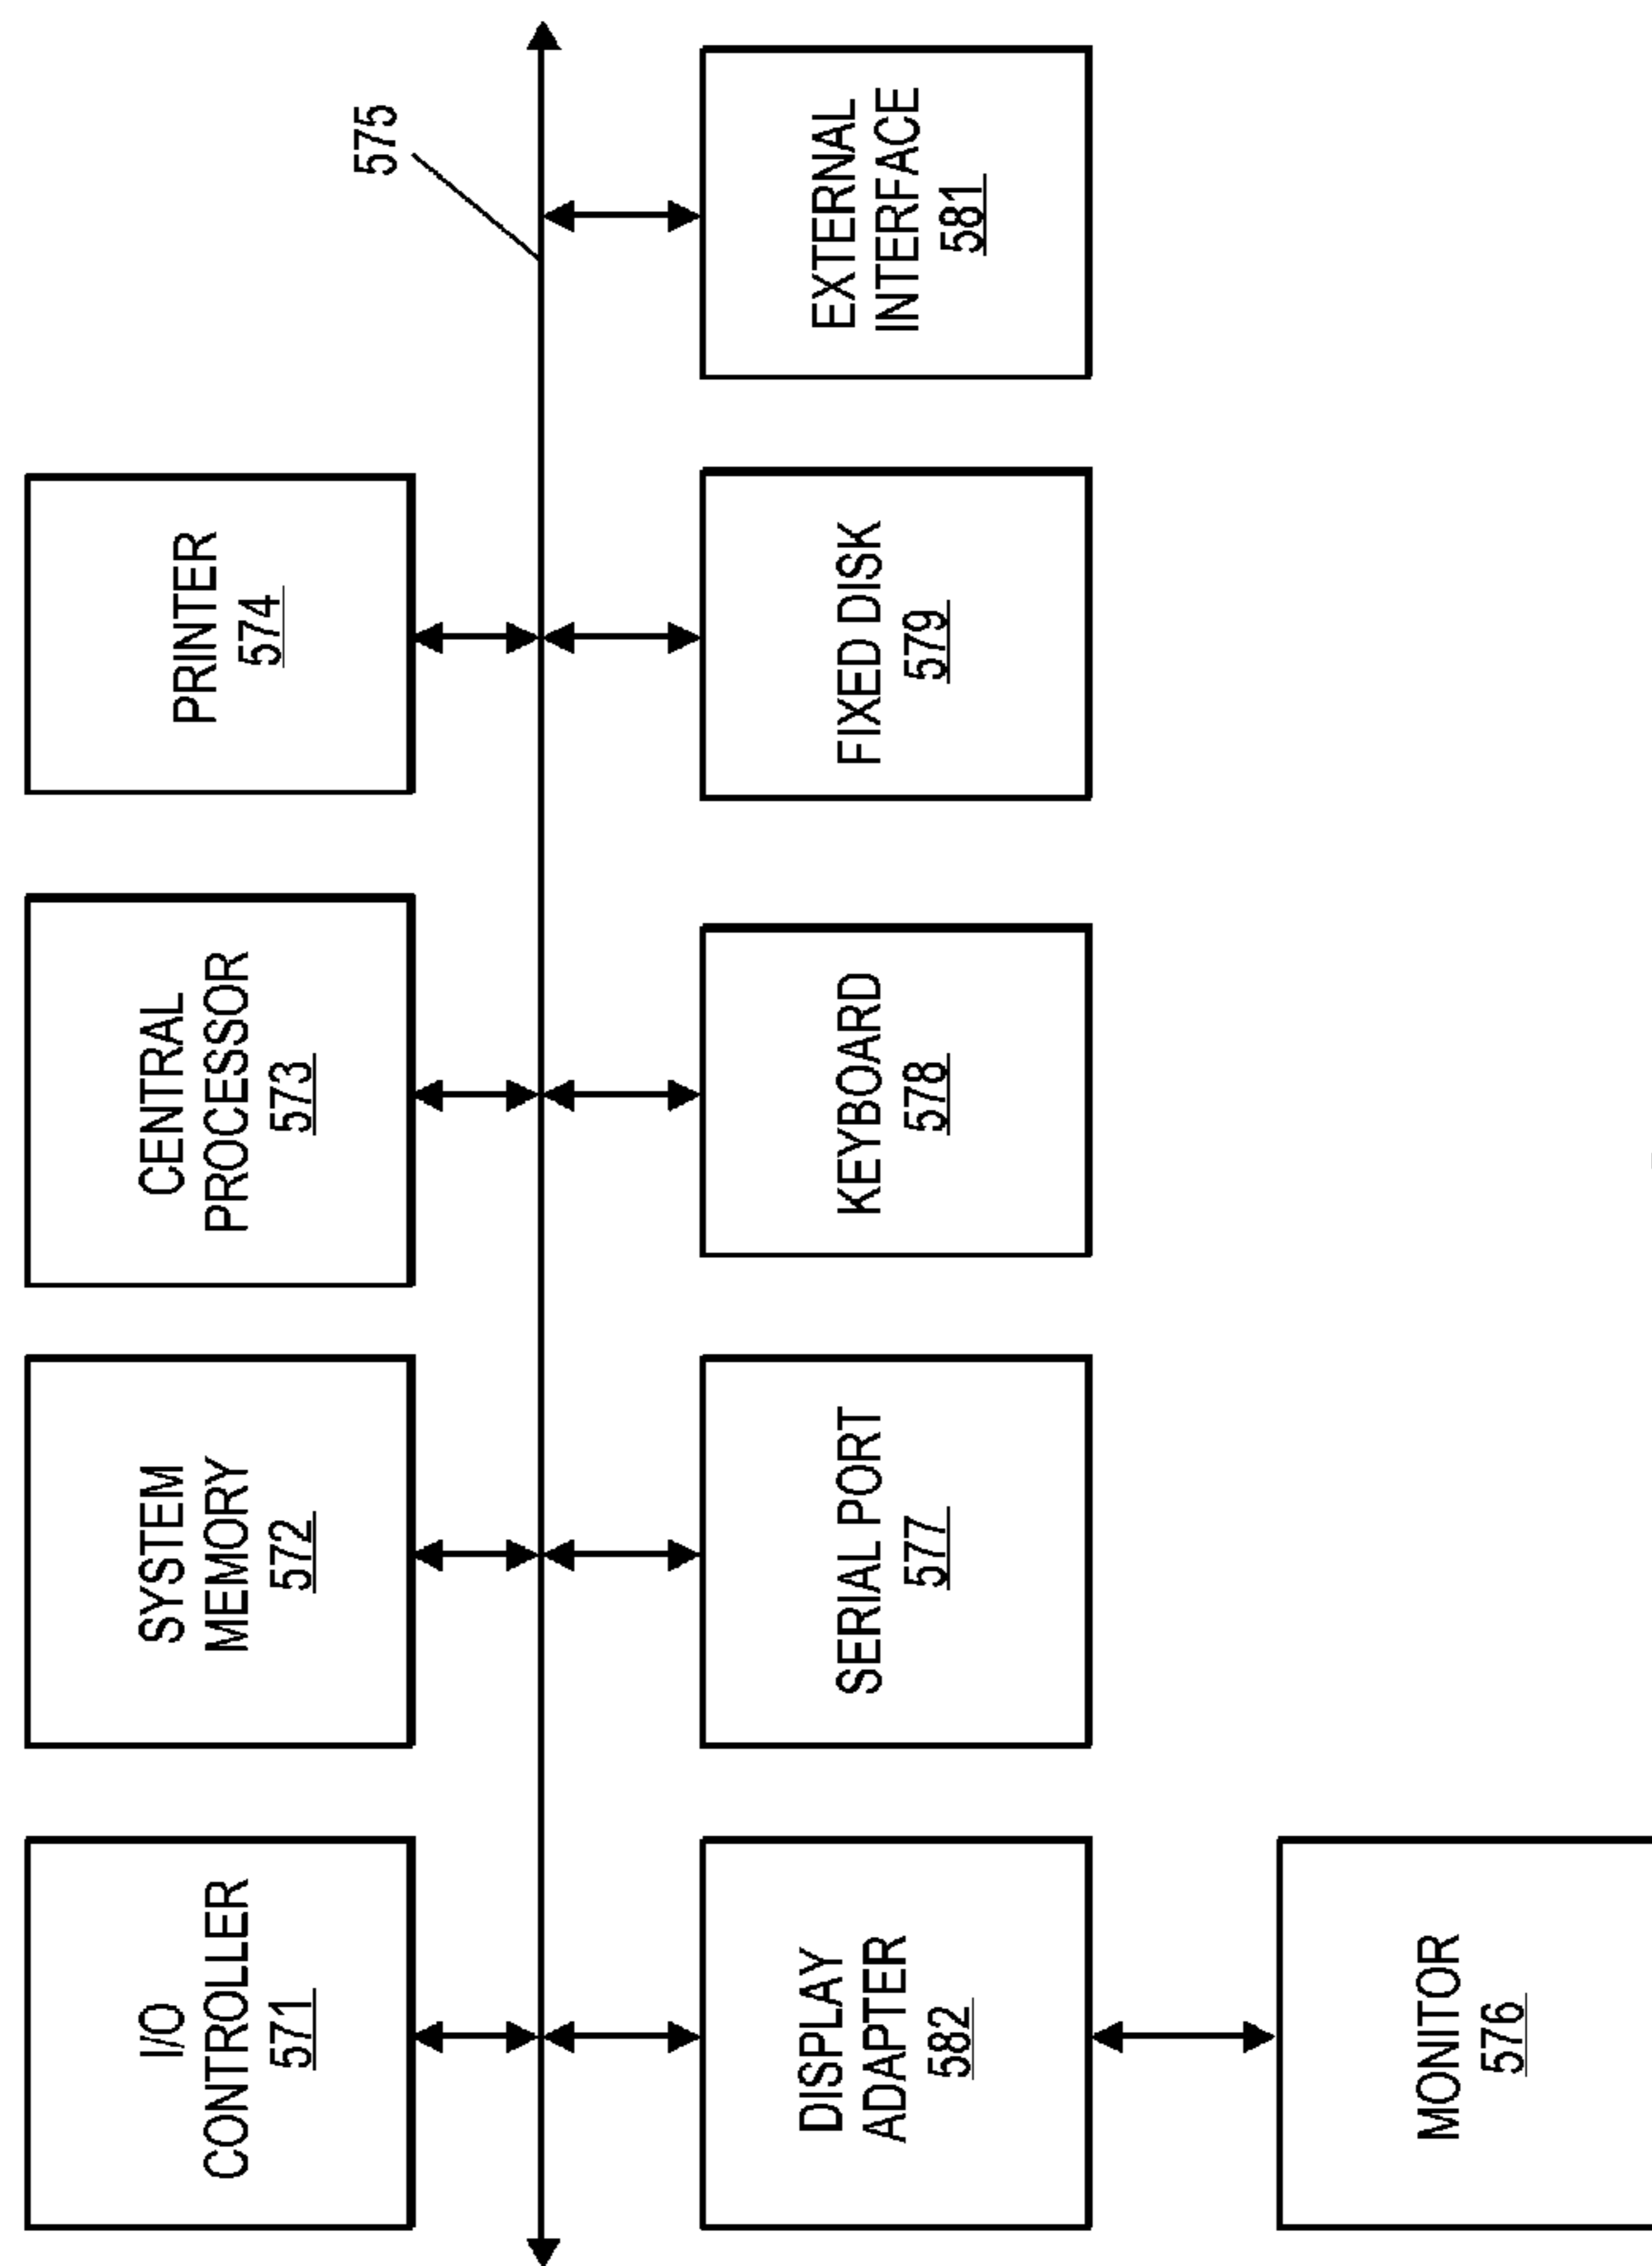 I/O
CONTROLLER
571
SYSTEM
MEMORY
572
CENTRAL
PROCESSOR
573
PRINTER
574
575
DISPLAY
ADAPTER
582
SERIAL PORT
577
KEYBOARD
578
FIXED DISK
579
EXTERNAL
INTERFACE
581
MONITOR
576